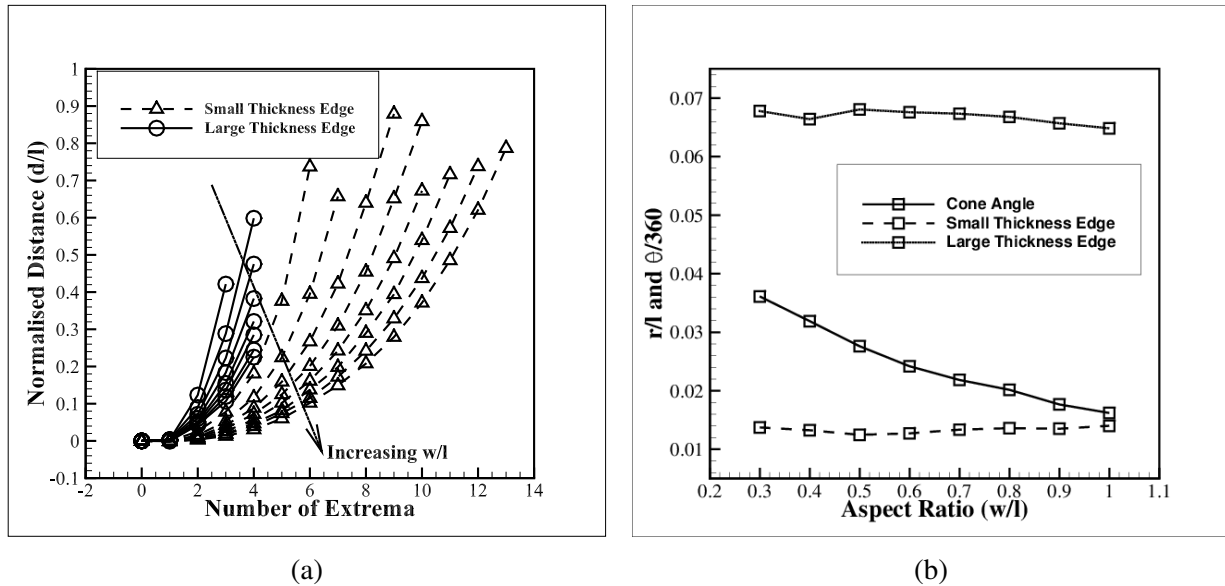 1
0.9
0.8
0.7
0.6
0.5
0.4
0.3
0.2
0.1
0
-0.1
Normalised Distance (d/l)
Small Thickness Edge
Large Thickness Edge
Increasing w/l
-2 0 2 4 6 8 10 12 14
Number of Extrema
(a)
0.07
0.06
0.05
0.04
0.03
0.02
0.01
r/l and θ/360
Cone Angle
Small Thickness Edge
Large Thickness Edge
0.2 0.3 0.4 0.5 0.6 0.7 0.8 0.9 1 1.1
Aspect Ratio (w/l)
(b)